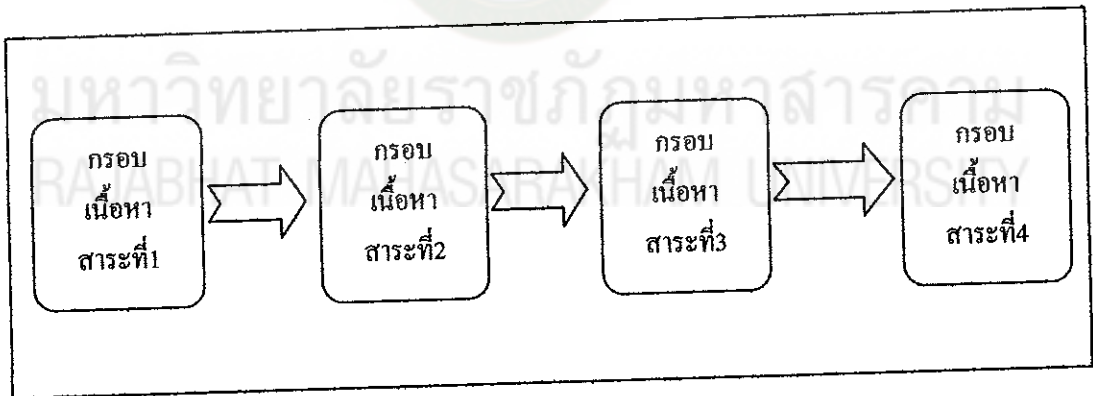 มหาวิทยาลัยราชภัฏมหาสารคาม
RAJABHAT MAHASARAKHAM UNIVERSITY
กรอบ
เนื้อหา
สาระที่1
กรอบ
เนื้อหา
สาระที่2
กรอบ
เนื้อหา
สาระที่3
กรอบ
เนื้อหา
สาระที่4